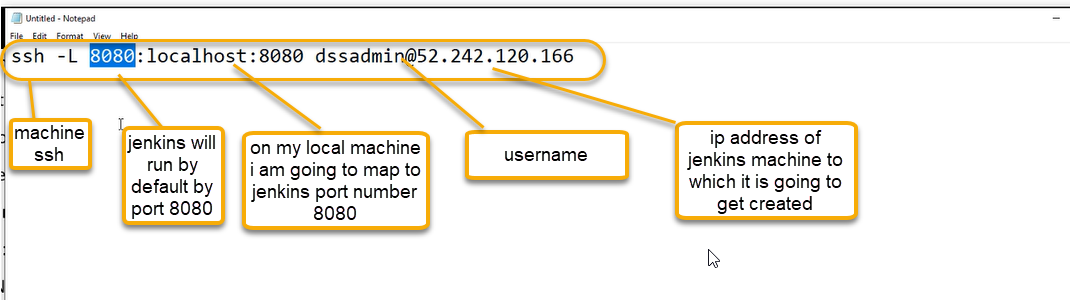 Untitled - Notepad
File Edit Format View Help
ssh -L 8080:localhost:8080 dssadmin@52.242.120.166
machine
ssh
jenkins will
run by
default by
port 8080
on my local machine
i am going to map to
jenkins port number
8080
username
ip address of
jenkins machine to
which it is going to
get created